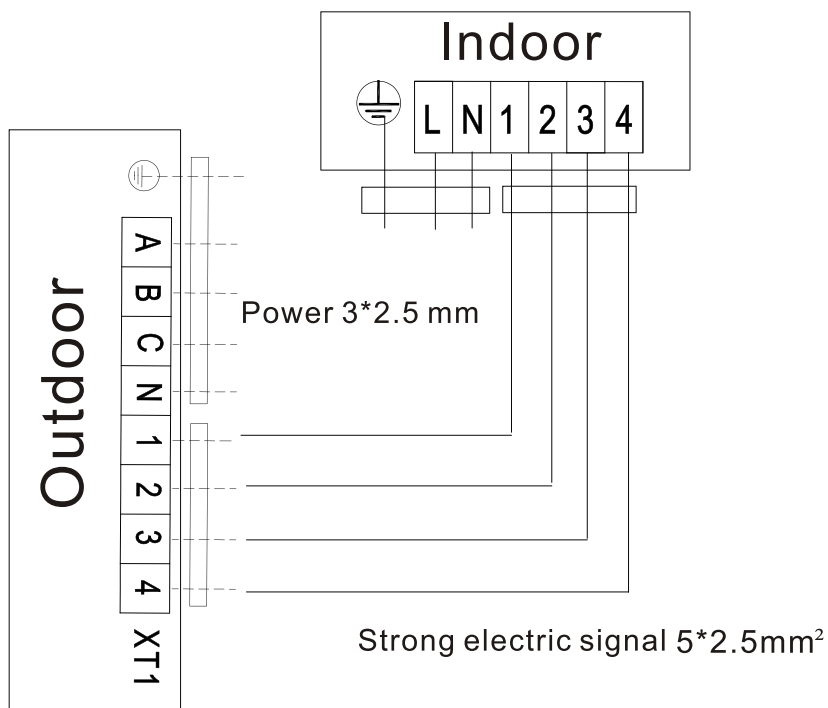 Indoor
L N 1 2 3 4
Outdoor
A
B
C
N
1
2
3
4
XT1
Power 3*2.5 mm
Strong electric signal 5*2.5mm²